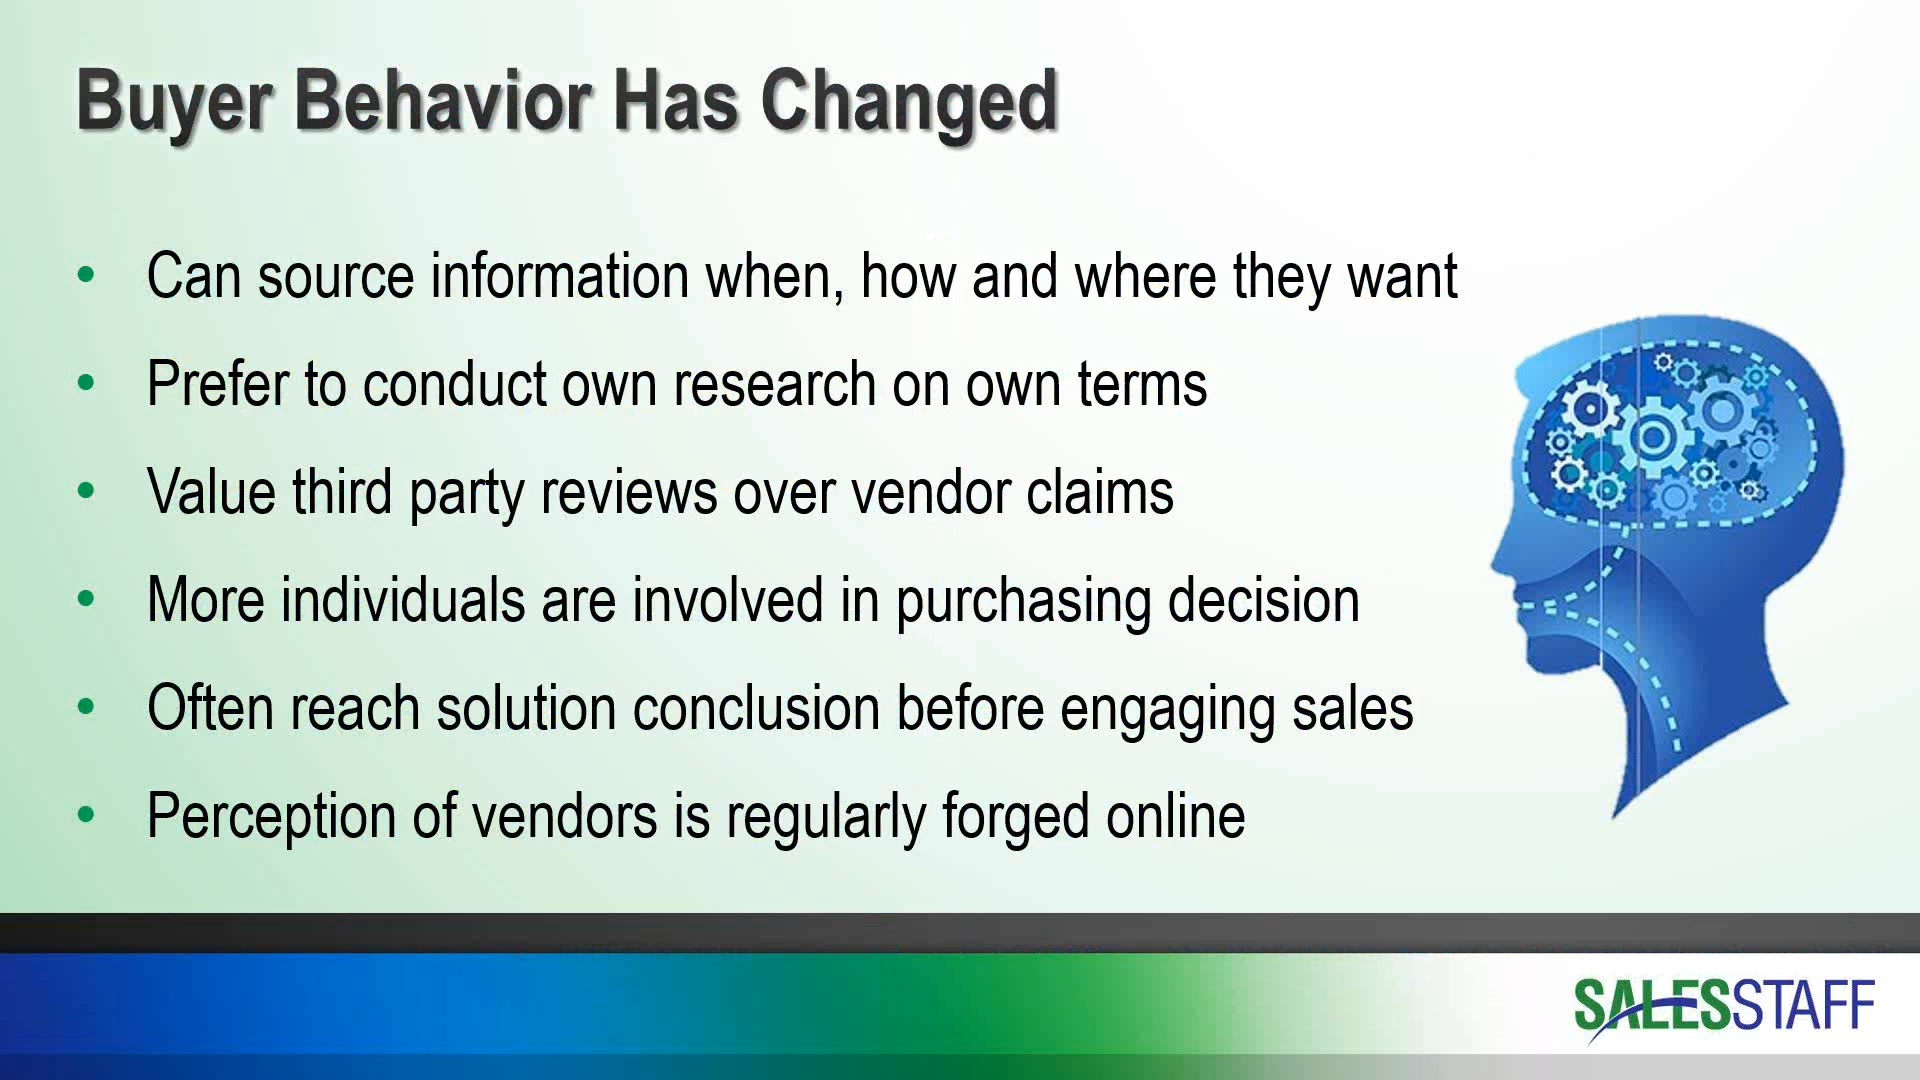 Buyer Behavior Has Changed
• Can source information when, how and where they want
• Prefer to conduct own research on own terms
• Value third party reviews over vendor claims
• More individuals are involved in purchasing decision
• Often reach solution conclusion before engaging sales
• Perception of vendors is regularly forged online
SALESSTAFF